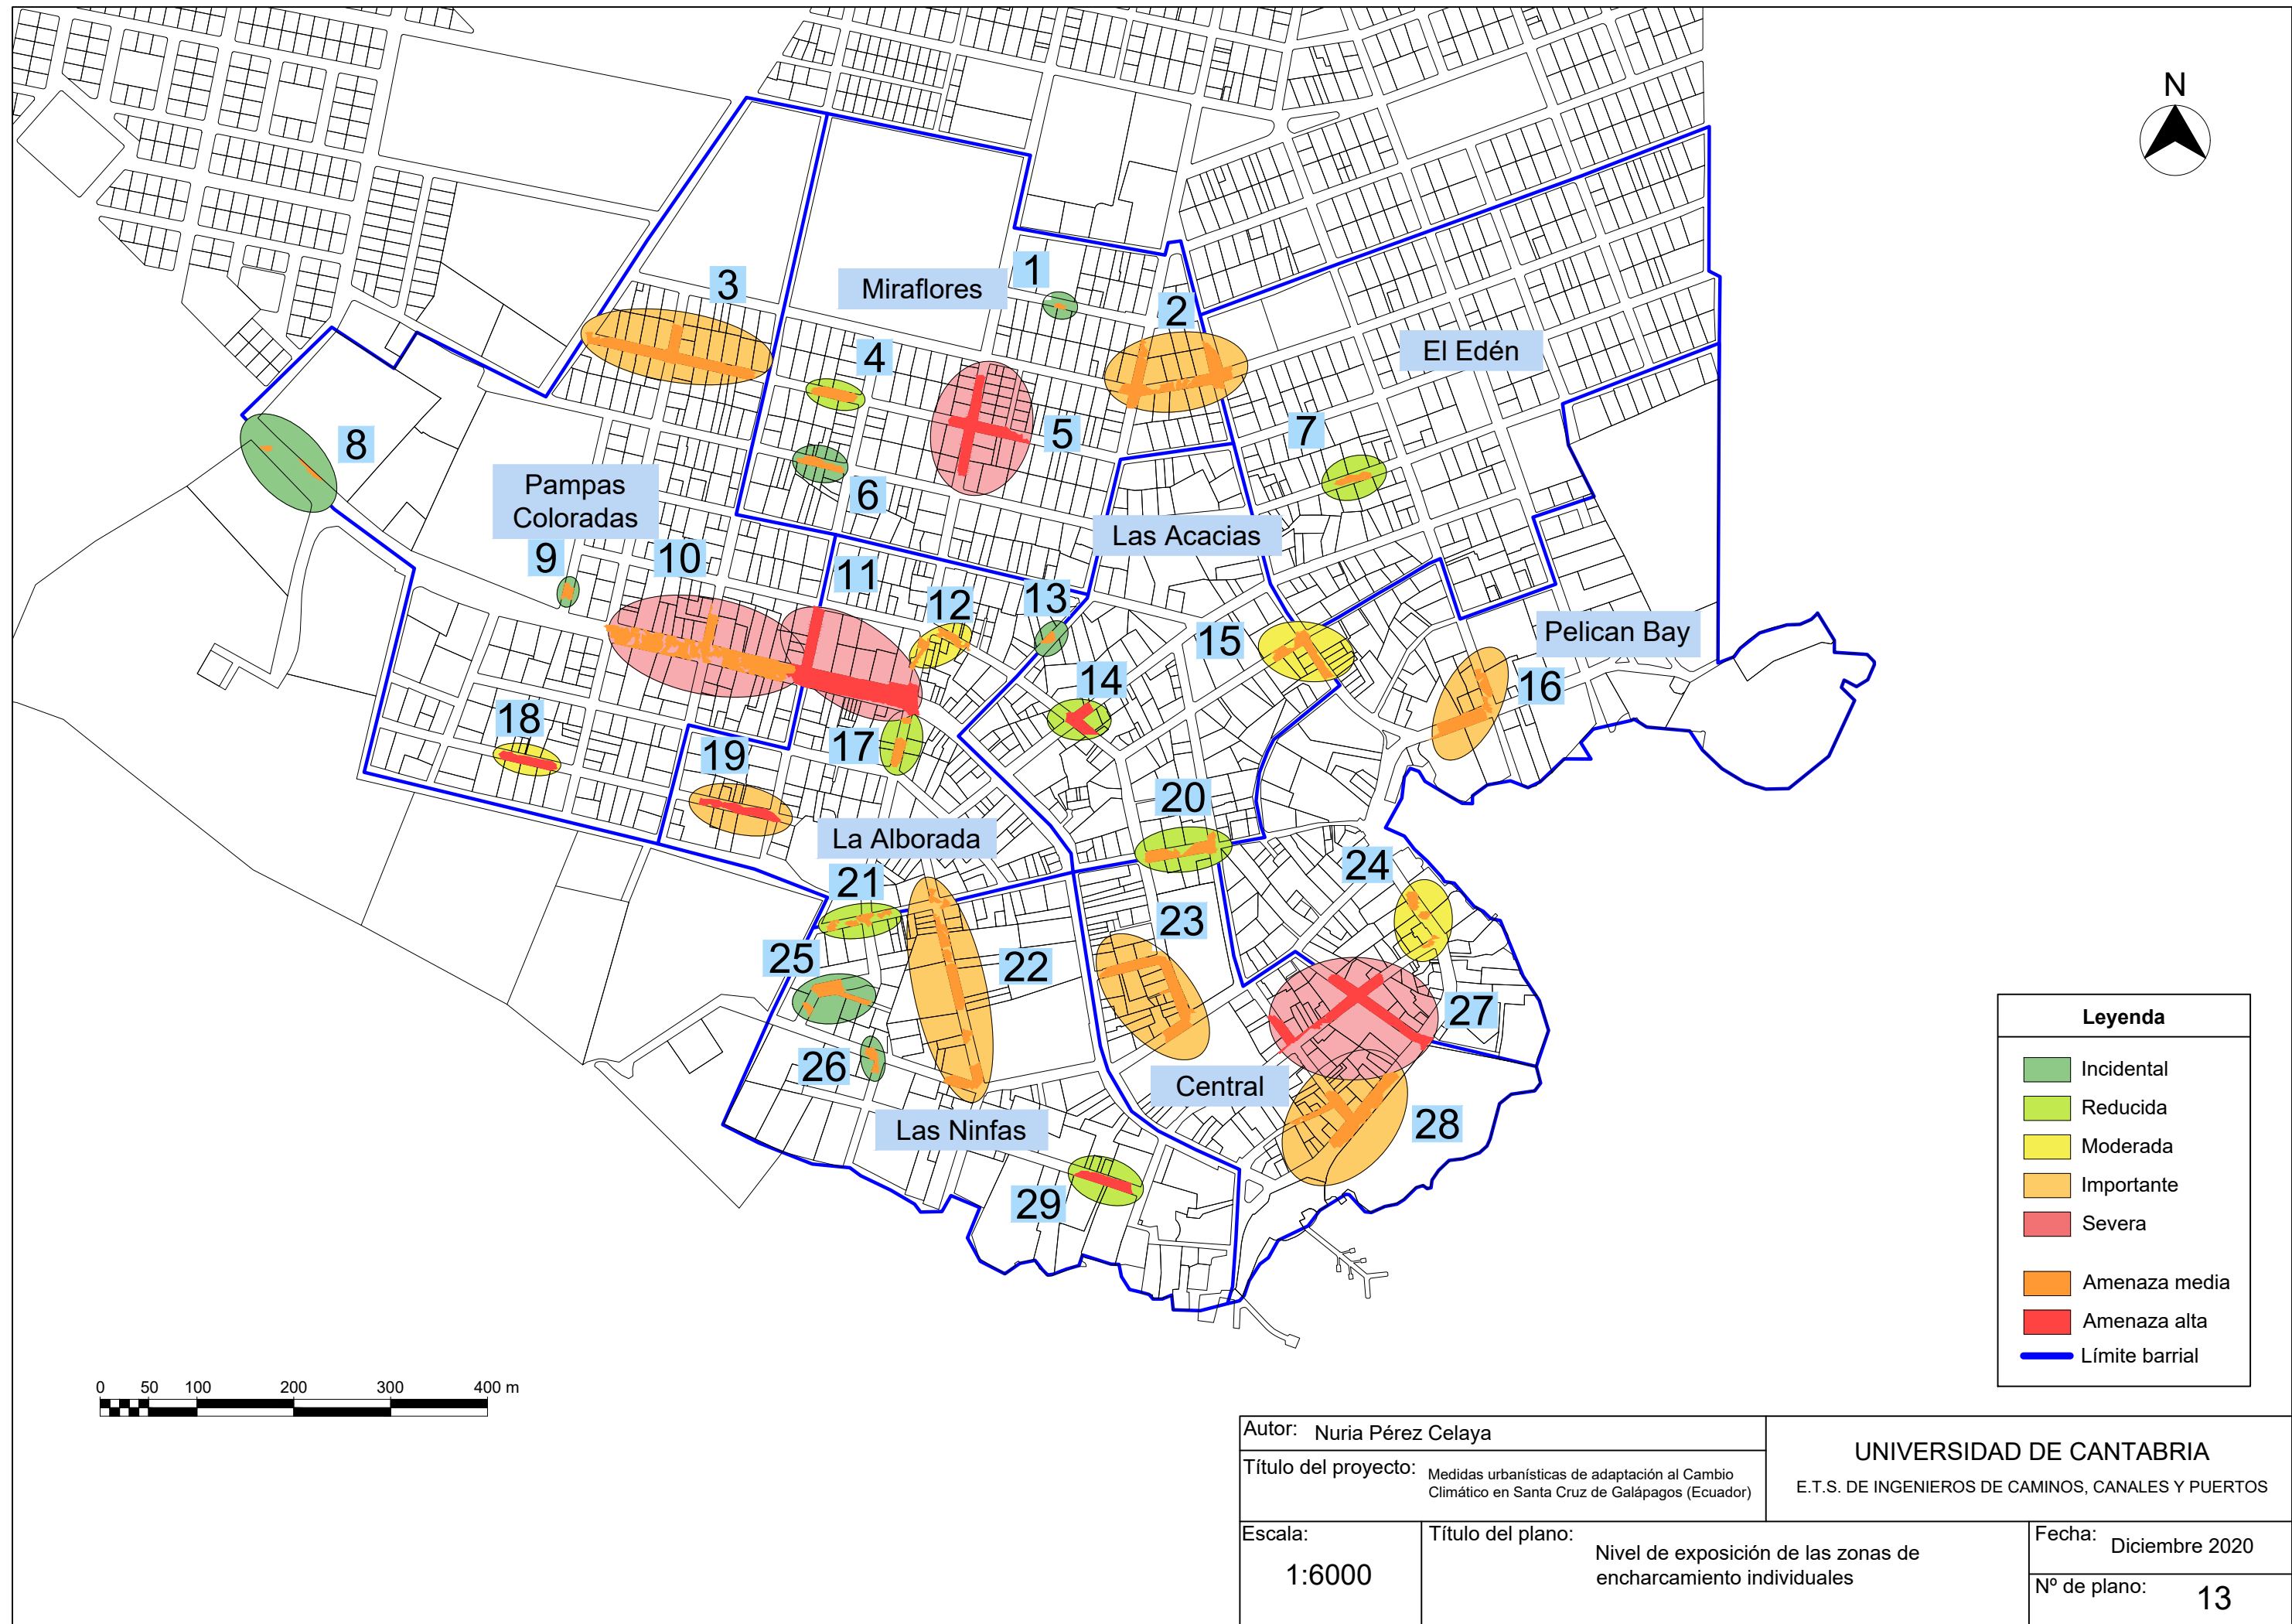 N
1
3
Miraflores
2
El Edén
4
5
7
8
Pampas
Coloradas
6
Las Acacias
9
10
11
12
13
Pelican Bay
15
14
16
18
17
19
20
La Alborada
24
21
23
25
22
27
26
Central
28
Las Ninfas
29
Leyenda
Incidental
Reducida
Moderada
Importante
Severa
Amenaza media
Amenaza alta
Límite barrial
0 50 100 200 300 400 m
Autor: Nuria Pérez Celaya
Título del proyecto: Medidas urbanísticas de adaptación al Cambio
Climático en Santa Cruz de Galápagos (Ecuador)
UNIVERSIDAD DE CANTABRIA
E.T.S. DE INGENIEROS DE CAMINOS, CANALES Y PUERTOS
Escala:
1:6000
Título del plano:
Nivel de exposición de las zonas de
encharcamiento individuales
Fecha: Diciembre 2020
Nº de plano: 13